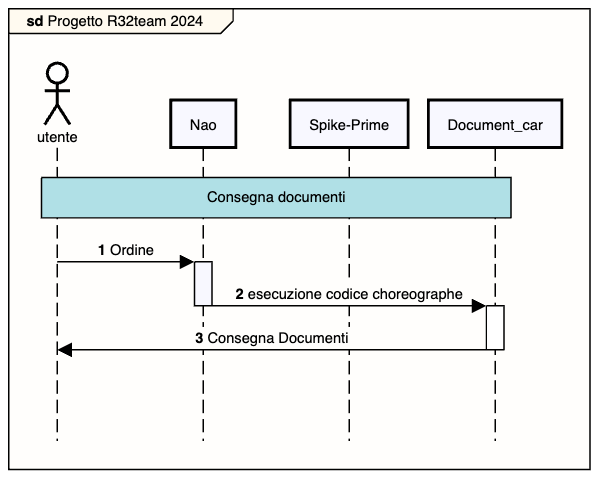 sd Progetto R32team 2024
utente
Nao
Spike-Prime
Document_car
Consegna documenti
1 Ordine
2 esecuzione codice choreographe
3 Consegna Documenti